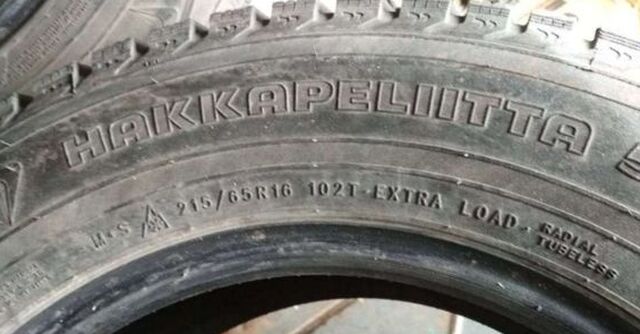 HAKKAPELIITTA
M+S 215/65R16 102T-EXTRA LOAD- RADIAL
TUBELESS